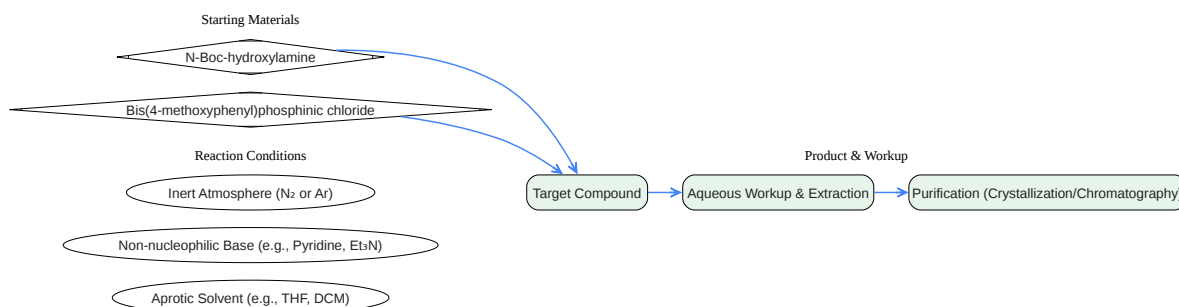 Starting Materials
N-Boc-hydroxylamine
Bis(4-methoxyphenyl)phosphinic chloride
Reaction Conditions
Inert Atmosphere (N₂ or Ar)
Non-nucleophilic Base (e.g., Pyridine, Et₃N)
Aprotic Solvent (e.g., THF, DCM)
Target Compound
Product & Workup
Aqueous Workup & Extraction
Purification (Crystallization/Chromatography)